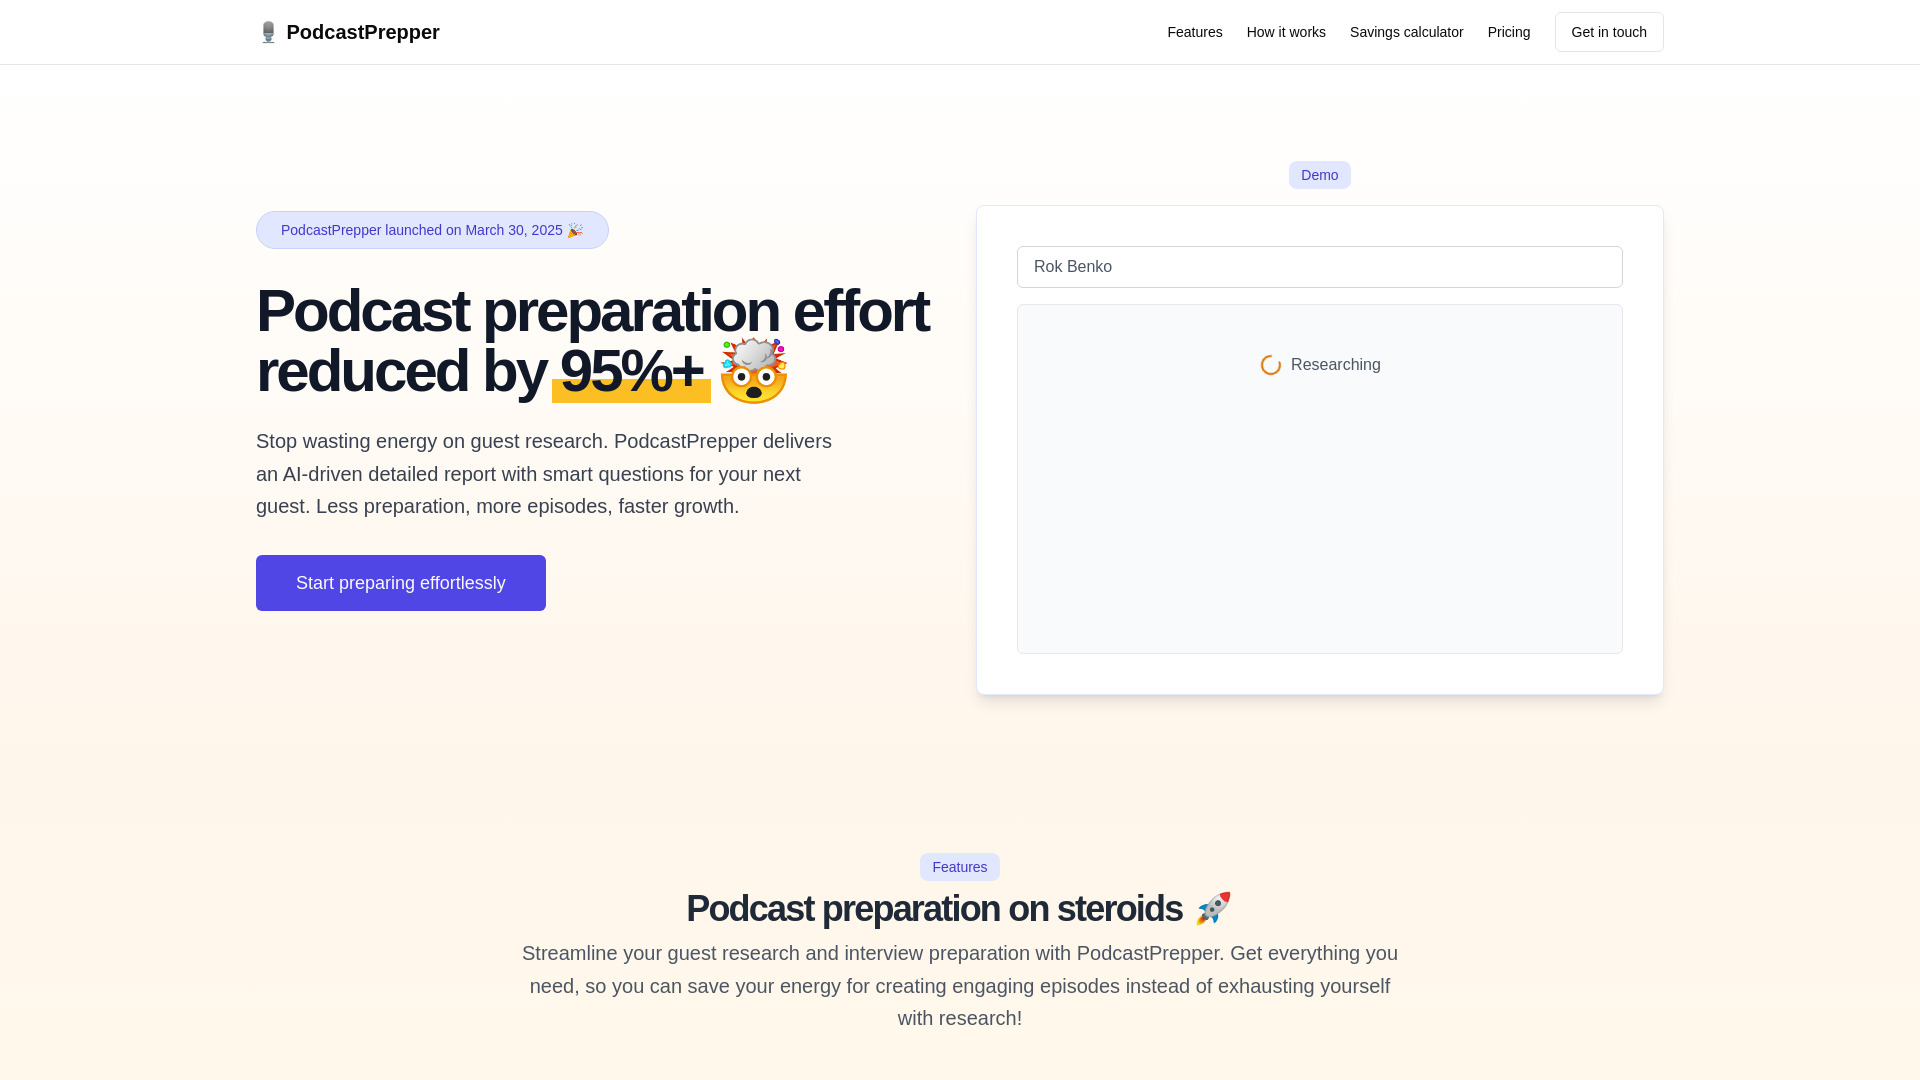 PodcastPrepper
Features
How it works
Savings calculator
Pricing
Get in touch
PodcastPrepper launched on March 30, 2025 🎉
Podcast preparation effort
reduced by 95%+ 🤯
Stop wasting energy on guest research. PodcastPrepper delivers
an AI-driven detailed report with smart questions for your next
guest. Less preparation, more episodes, faster growth.
Start preparing effortlessly
Demo
Rok Benko
Researching
Features
Podcast preparation on steroids 🚀
Streamline your guest research and interview preparation with PodcastPrepper. Get everything you
need, so you can save your energy for creating engaging episodes instead of exhausting yourself
with research!